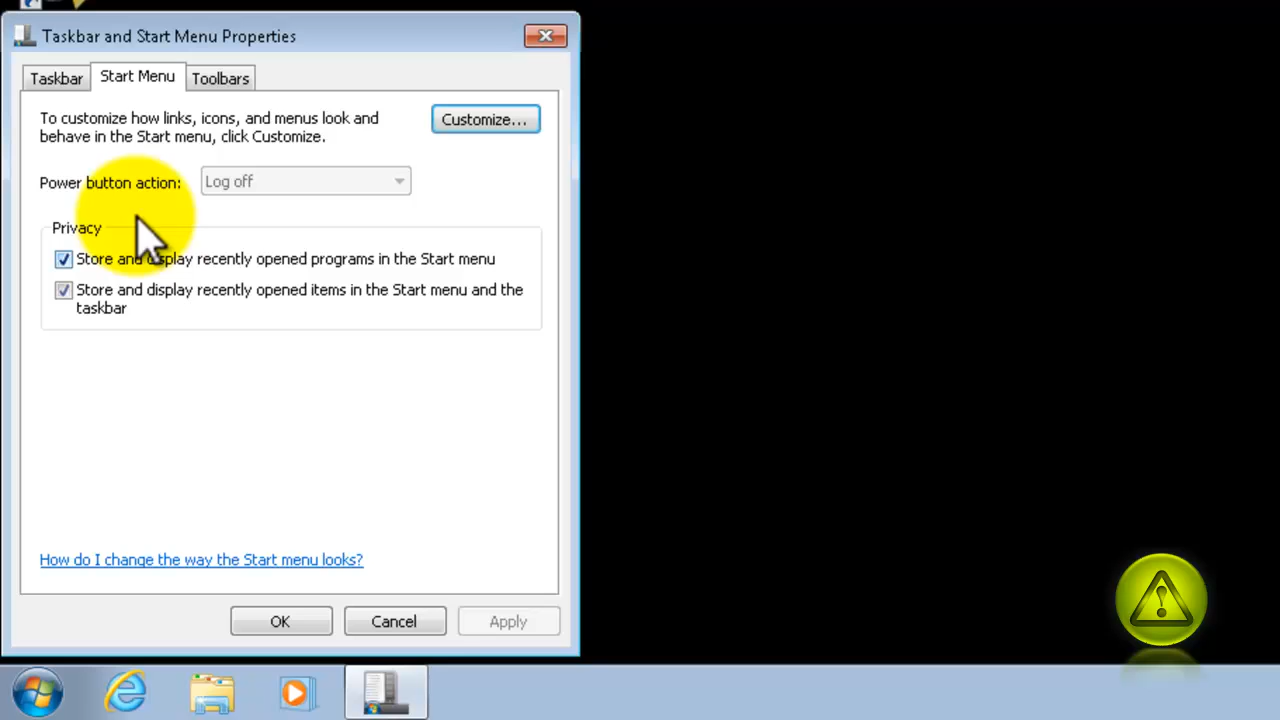 Taskbar and Start Menu Properties
Taskbar
Start Menu
Toolbars
To customize how links, icons, and menus look and
behave in the Start menu, click Customize.
Customize...
Power button action:
Log off
Privacy
Store and display recently opened programs in the Start menu
Store and display recently opened items in the Start menu and the
taskbar
How do I change the way the Start menu looks?
OK
Cancel
Apply